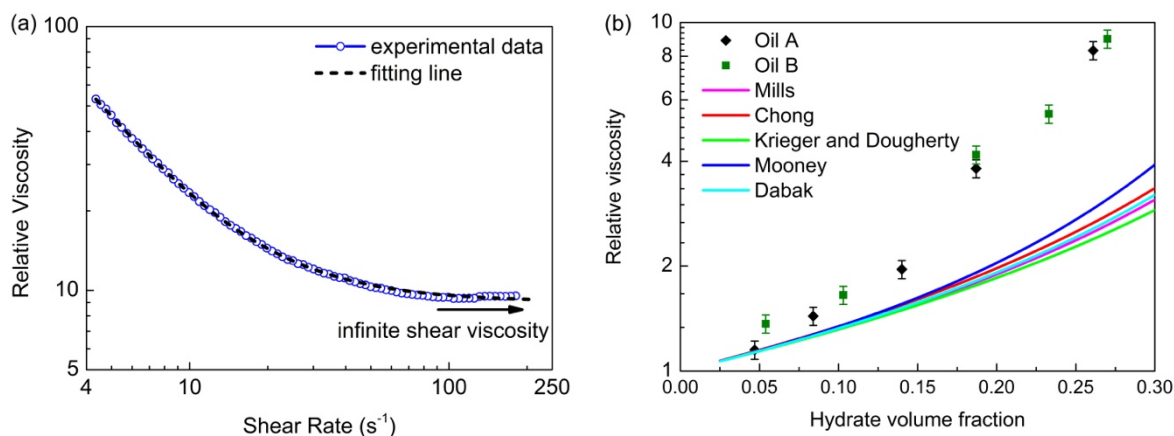 (a)
100
10
5
Relative Viscosity
experimental data
fitting line
infinite shear viscosity
4
10
100
250
Shear Rate (s⁻¹)
(b)
10
8
6
4
2
1
Relative viscosity
Oil A
Oil B
Mills
Chong
Krieger and Dougherty
Mooney
Dabak
0.00
0.05
0.10
0.15
0.20
0.25
0.30
Hydrate volume fraction